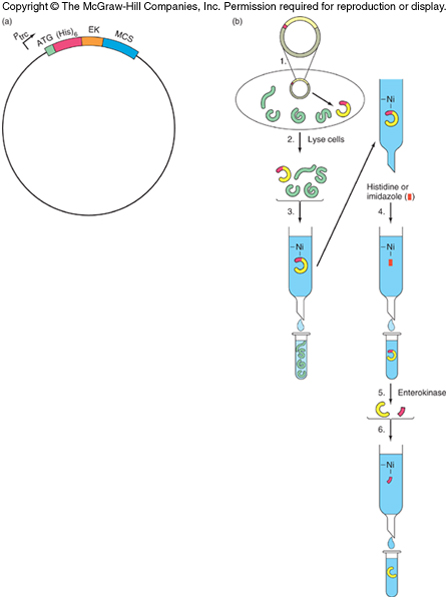 Copyright © The McGraw-Hill Companies, Inc. Permission required for reproduction or display.
(a)
Ptrc
ATG
(His)6
EK
MCS
(b)
1.
2. Lyse cells
3.
–Ni
–Ni
Histidine or
imidazole ( )
4.
–Ni
5. Enterokinase
6.
–Ni